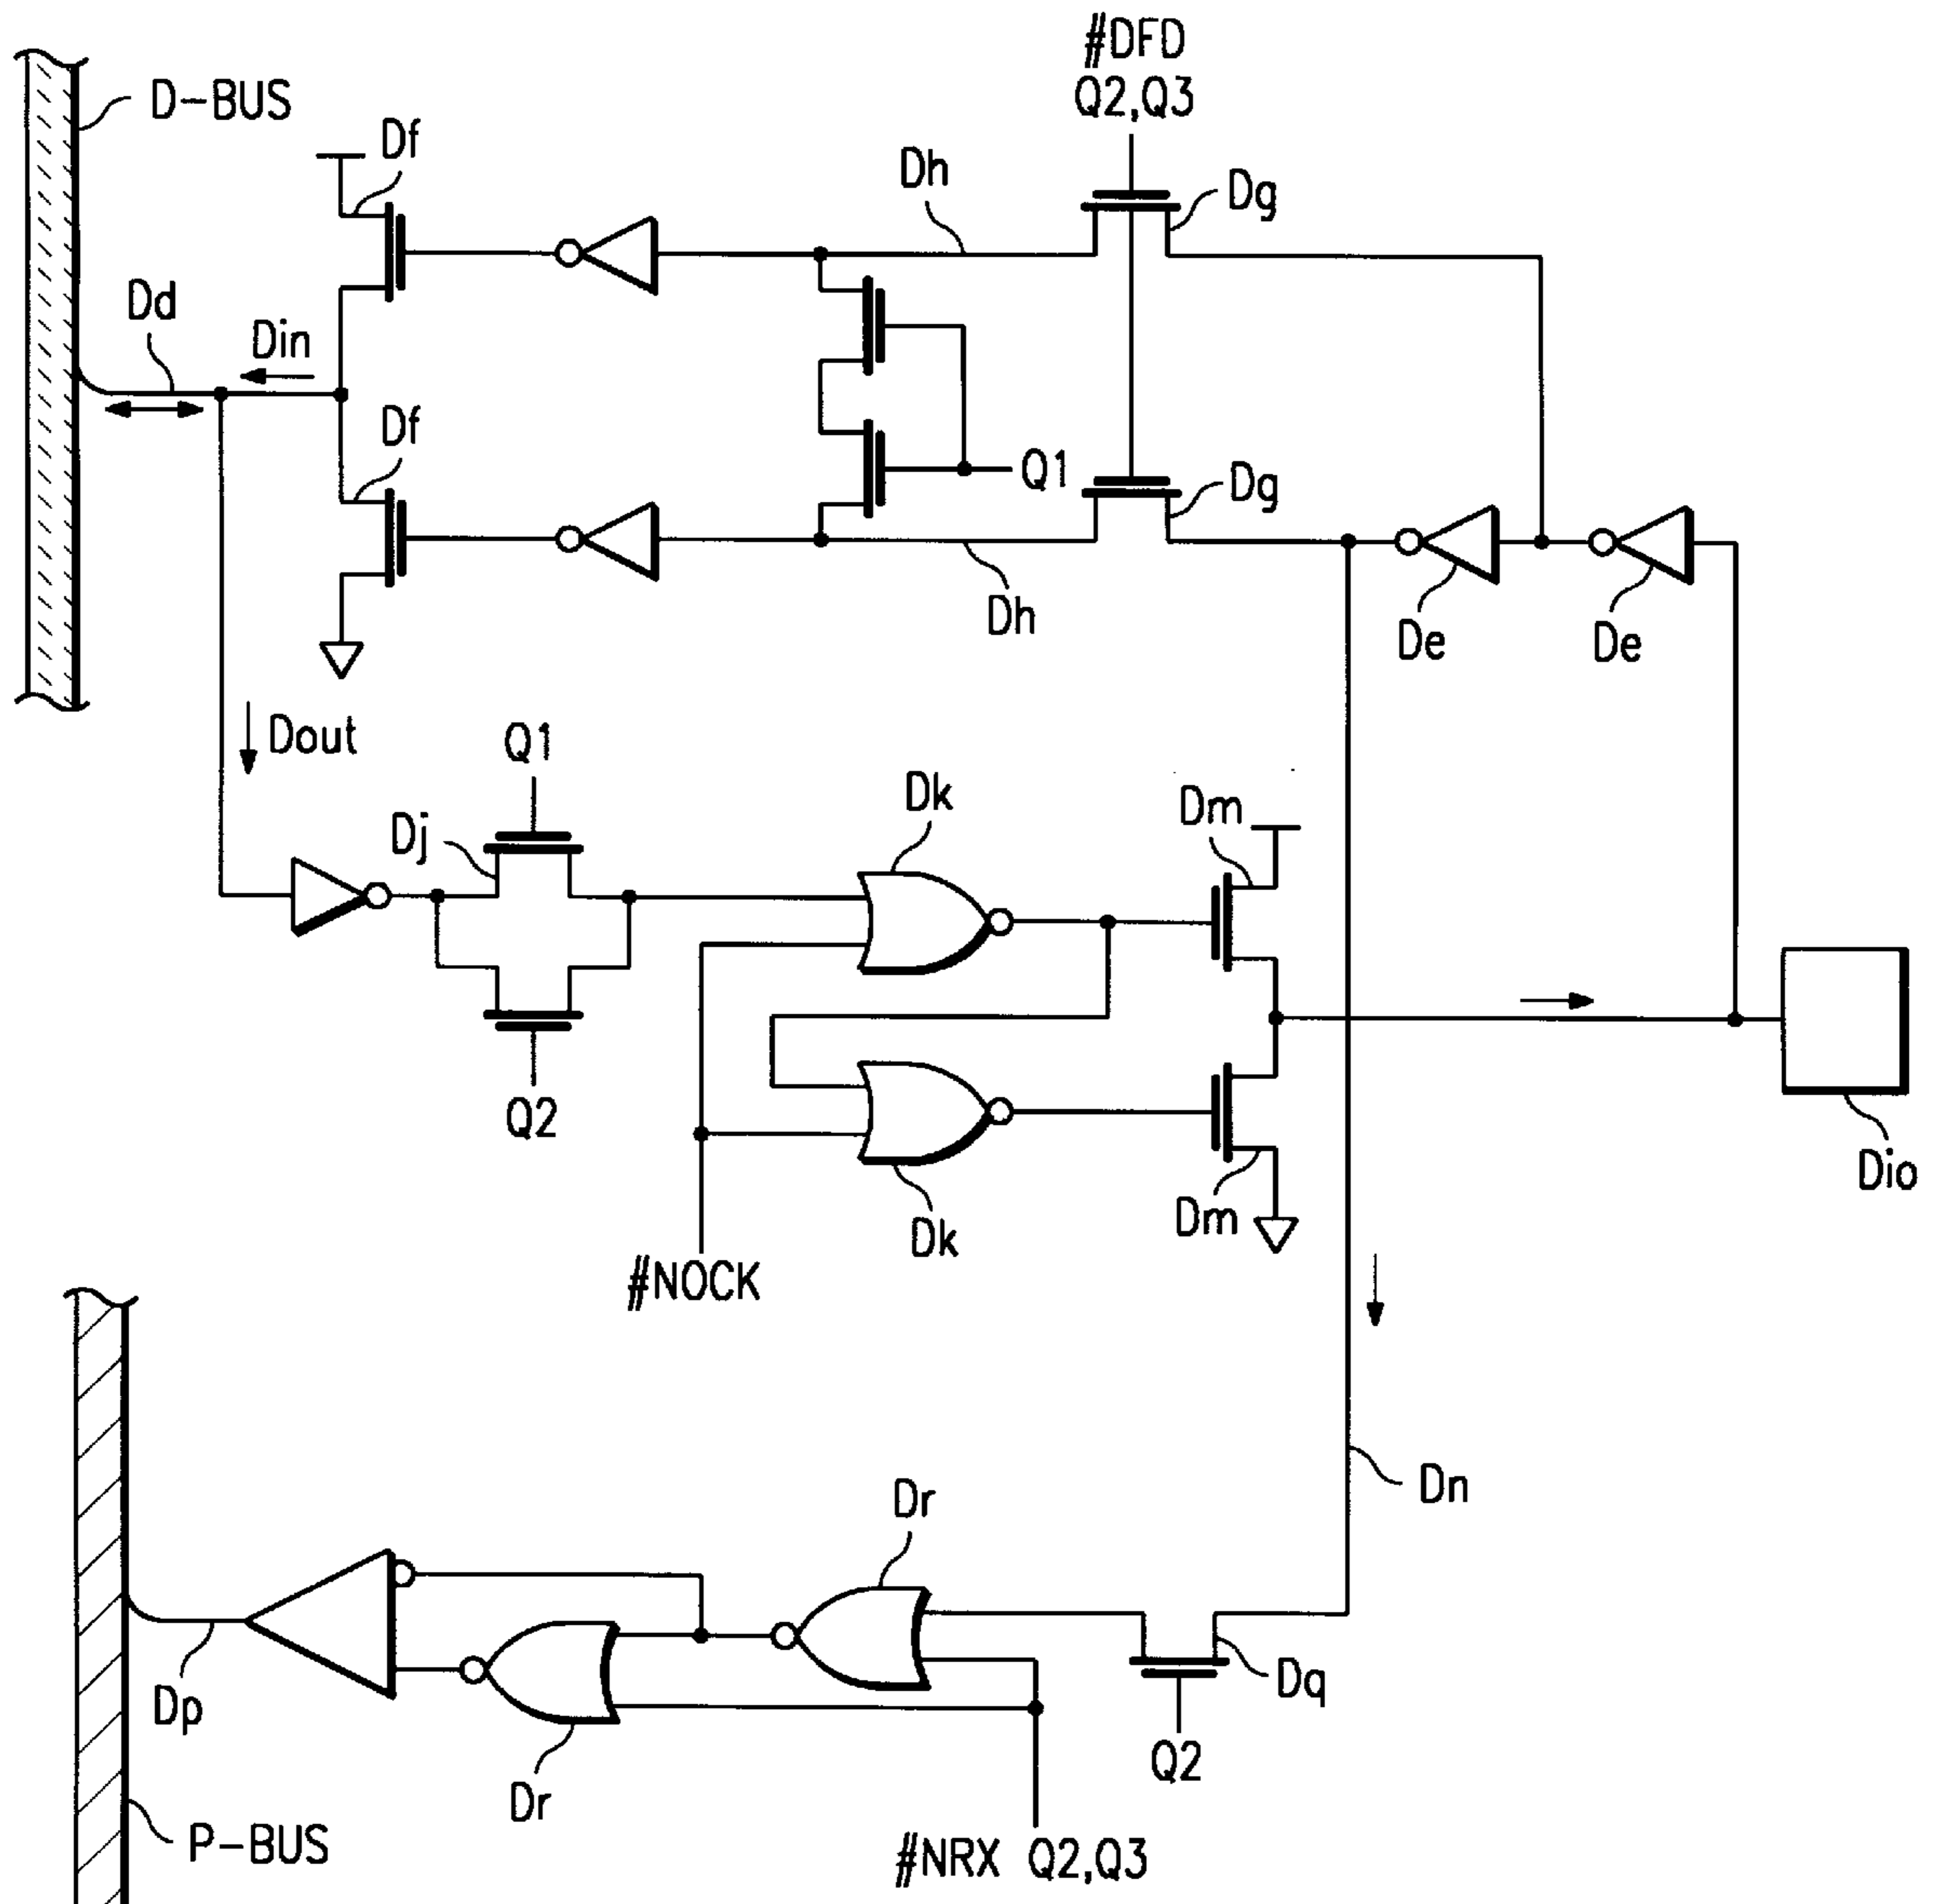 #DFD
Q2,Q3
D-BUS
Df
Dh
Dg
Dd
Din
Df
Q1
Dg
Dh
De
De
Dout
Q1
Dk
Dm
Dj
Q2
Dk
Dm
Dio
#NOCK
Dn
Dr
Dp
Dq
Q2
Dr
P-BUS
#NRX Q2,Q3